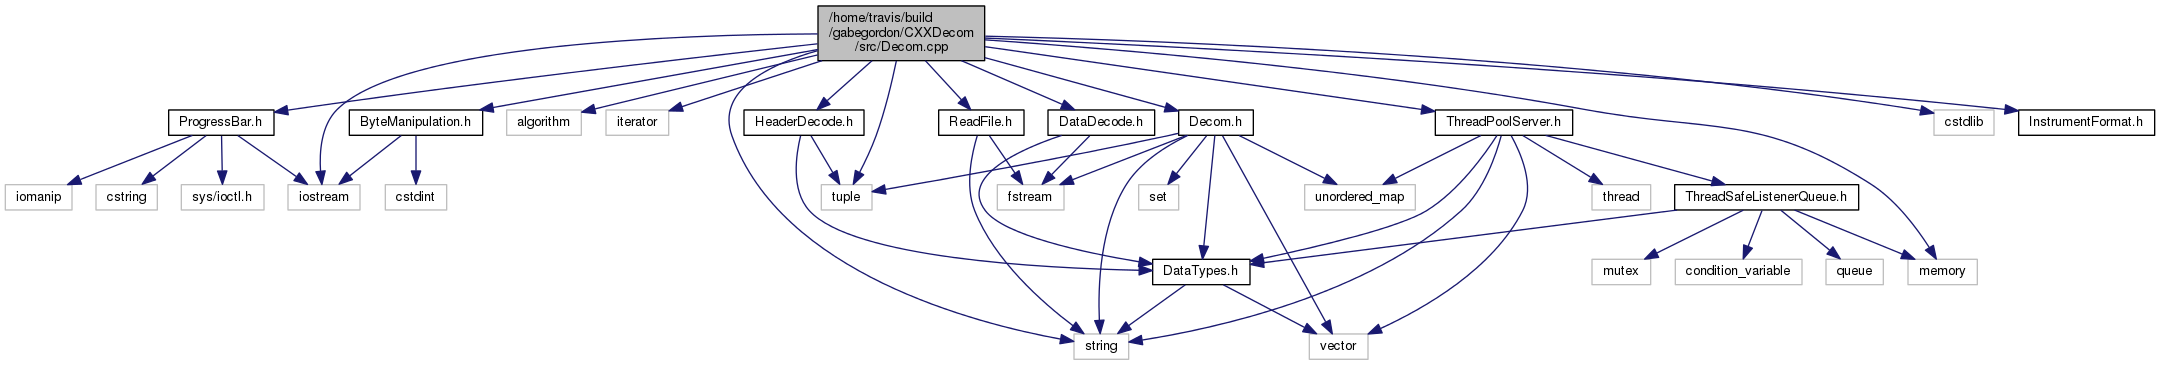 /home/travis/build
/gabegordon/CXXDecom
/src/Decom.cpp
ProgressBar.h
ByteManipulation.h
algorithm
iterator
HeaderDecode.h
ReadFile.h
DataDecode.h
Decom.h
ThreadPoolServer.h
cstdlib
InstrumentFormat.h
iomanip
cstring
sys/ioctl.h
iostream
cstdint
tuple
fstream
set
unordered_map
thread
ThreadSafeListenerQueue.h
DataTypes.h
mutex
condition_variable
queue
memory
string
vector